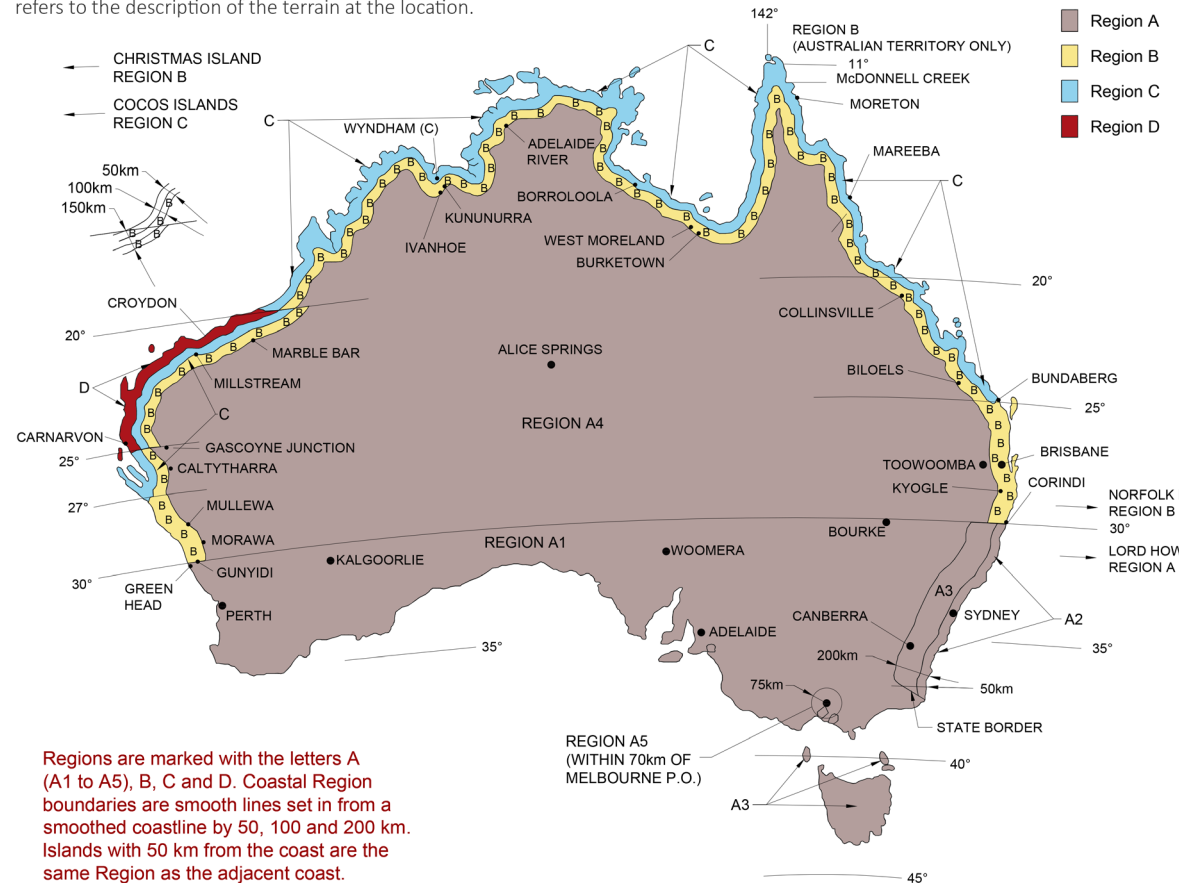 refers to the description of the terrain at the location.
142°
REGION B
(AUSTRALIAN TERRITORY ONLY)
11°
McDONNELL CREEK
MORETON
MAREEBA
C
Region A
Region B
Region C
Region D
CHRISTMAS ISLAND
REGION B
COCOS ISLANDS
REGION C
C
C
WYNDHAM (C)
ADELAIDE
RIVER
BORROLOOLA
KUNUNURRA
IVANHOE
WEST MORELAND
BURKETOWN
50km
100km
150km
B
B
B
B
CROYDON
20°
20°
COLLINSVILLE
MARBLE BAR
ALICE SPRINGS
MILLSTREAM
BILOELS
BUNDABERG
D
C
25°
REGION A4
CARNARVON
GASCOYNE JUNCTION
25°
CALTYTHARRA
TOOWOOMBA
BRISBANE
KYOGLE
CORINDI
27°
MULLEWA
NORFOLK
REGION B
MORAWA
BOURKE
30°
REGION A1
WOOMERA
KALGOORLIE
LORD HOW
REGION A
30°
GUNYIDI
GREEN
HEAD
PERTH
A3
CANBERRA
SYDNEY
A2
ADELAIDE
35°
35°
200km
75km
50km
STATE BORDER
REGION A5
(WITHIN 70km OF
MELBOURNE P.O.)
40°
A3
45°
Regions are marked with the letters A
(A1 to A5), B, C and D. Coastal Region
boundaries are smooth lines set in from a
smoothed coastline by 50, 100 and 200 km.
Islands with 50 km from the coast are the
same Region as the adjacent coast.